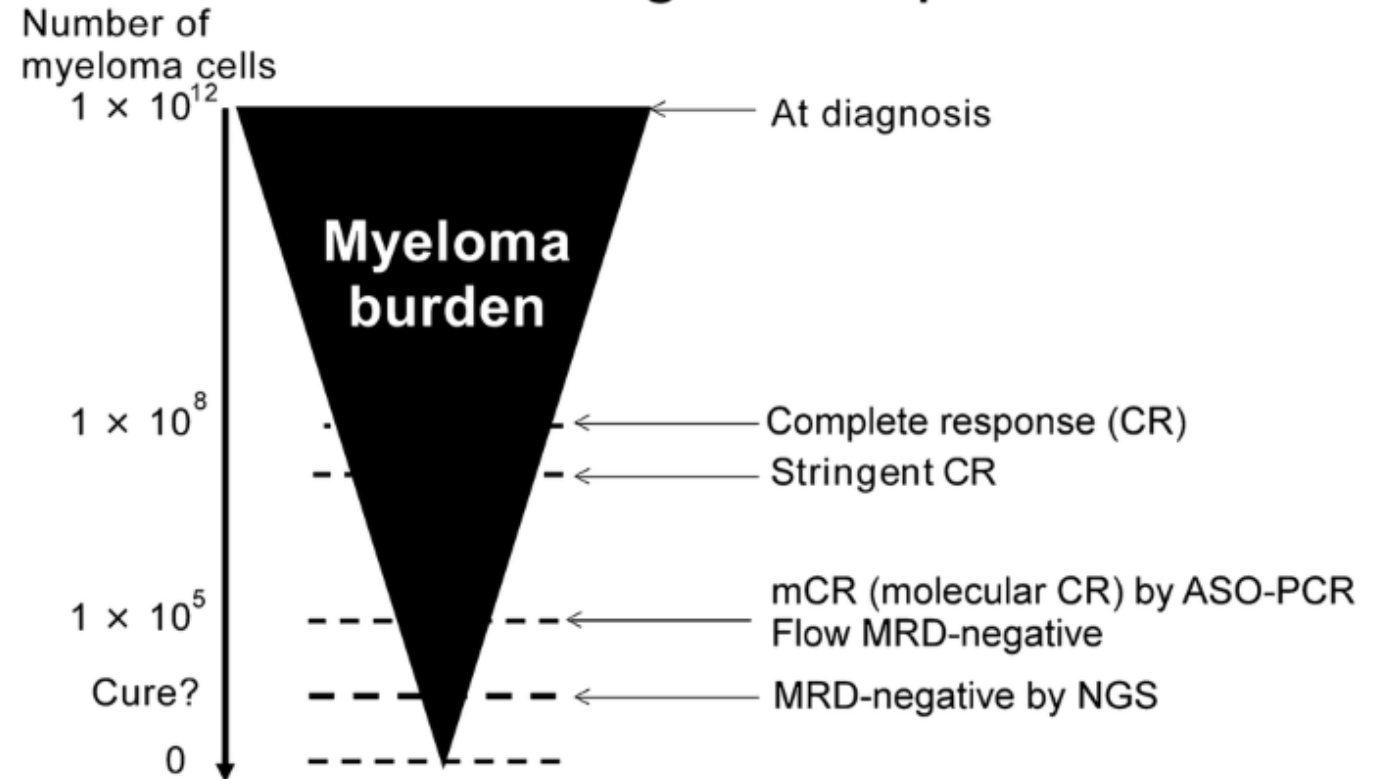 Number of
myeloma cells
1 × 10¹²
At diagnosis
Myeloma
burden
1 × 10⁸
Complete response (CR)
Stringent CR
1 × 10⁵
mCR (molecular CR) by ASO-PCR
Flow MRD-negative
Cure?
MRD-negative by NGS
0